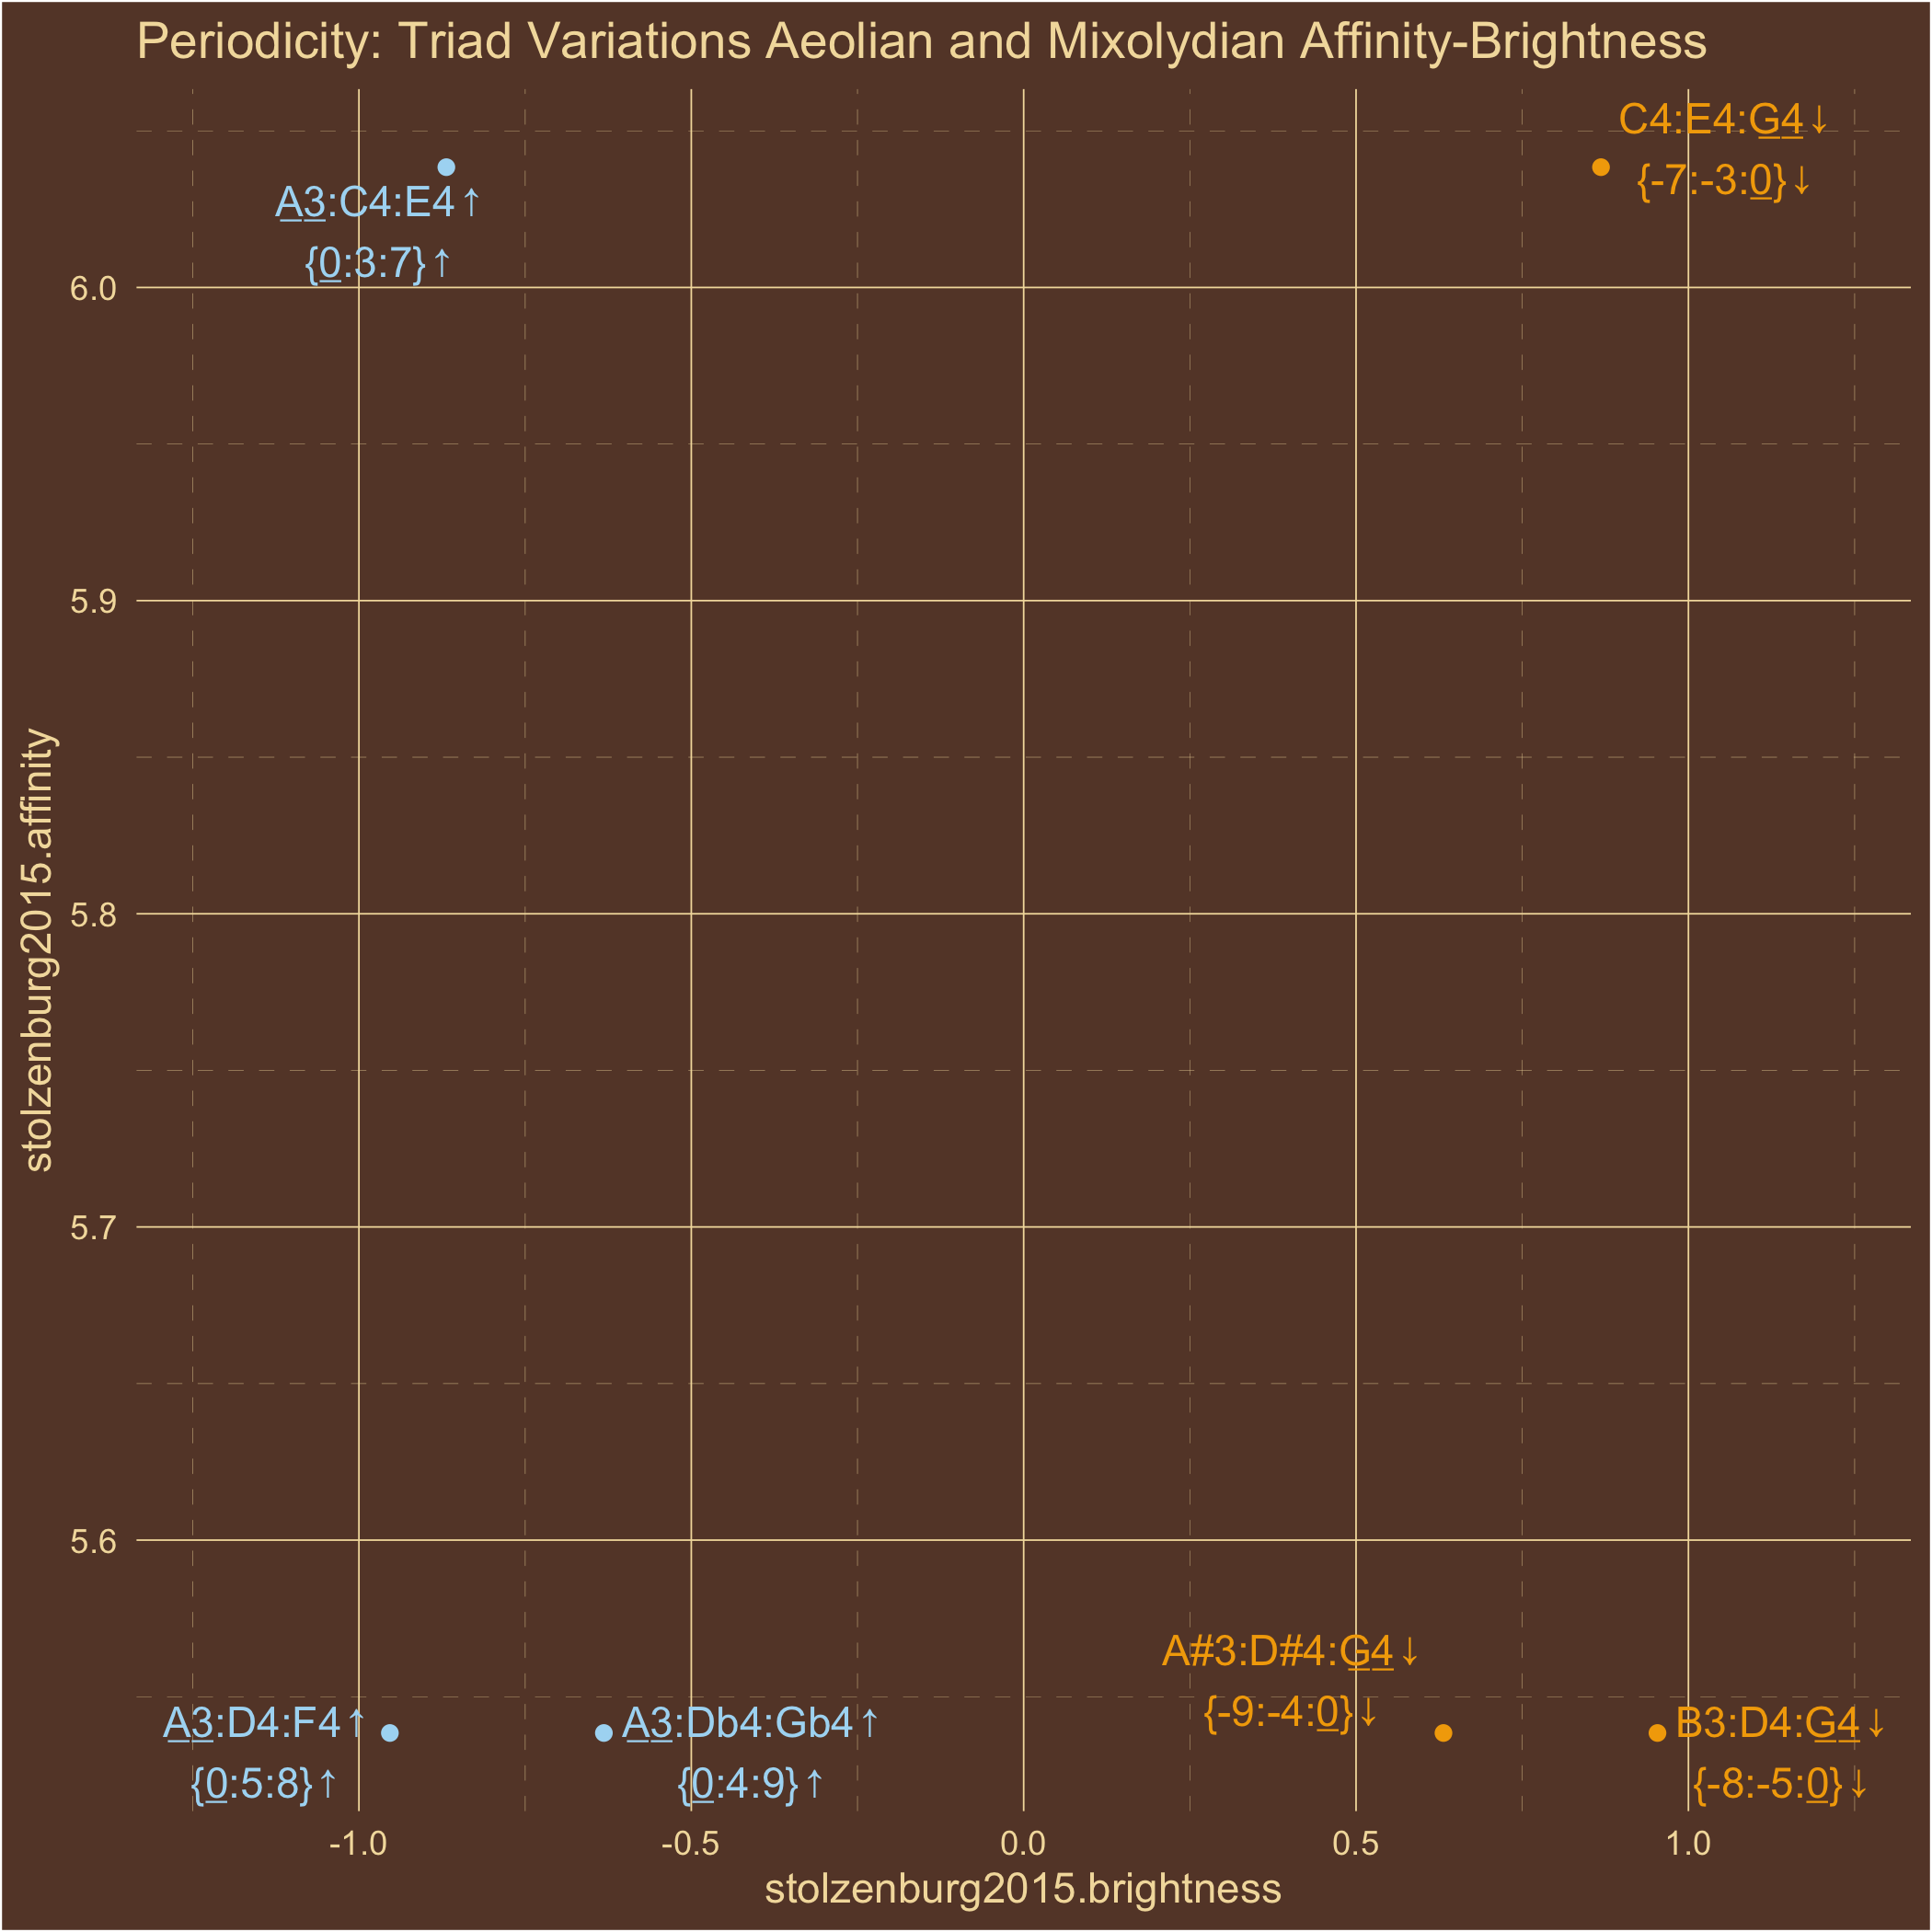 Periodicity: Triad Variations Aeolian and Mixolydian Affinity-Brightness
C4:E4:G4↓
{-7:-3:0}↓
A3:C4:E4↑
{0:3:7}↑
6.0
5.9
5.8
5.7
5.6
stolzenburg2015.affinity
A#3:D#4:G4↓
{-9:-4:0}↓
A3:D4:F4↑
{0:5:8}↑
A3:Db4:Gb4↑
{0:4:9}↑
B3:D4:G4↓
{-8:-5:0}↓
-1.0
-0.5
0.0
0.5
1.0
stolzenburg2015.brightness